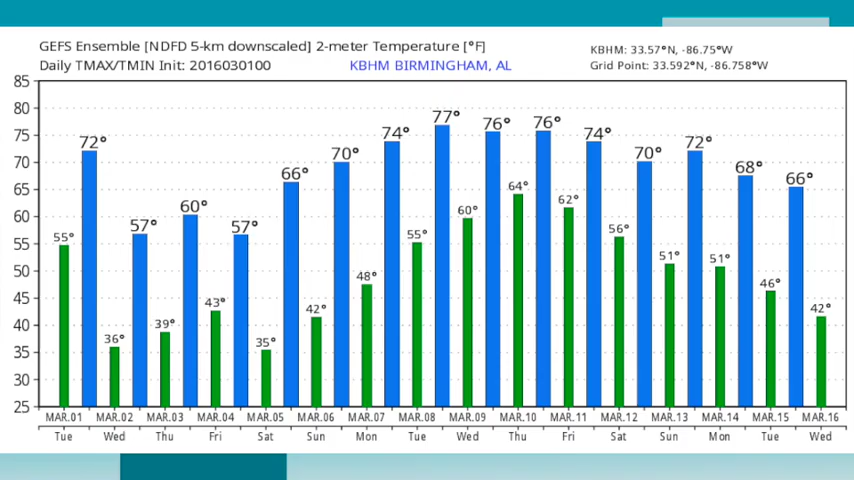 GEFS Ensemble [NDFD 5-km downscaled] 2-meter Temperature [°F]
Daily TMAX/TMIN Init: 2016030100 KBHM BIRMINGHAM, AL
KBHM: 33.57°N, -86.75°W
Grid Point: 33.592°N, -86.758°W
85
80
75
70
65
60
55
50
45
40
35
30
25
55° 72° 36° 57° 39° 60° 43° 57° 35° 66° 42° 70° 48° 74° 55° 77° 60° 76° 64° 76° 62° 74° 56° 70° 51° 72° 51° 68° 46° 66° 42°
MAR.01 MAR.02 MAR.03 MAR.04 MAR.05 MAR.06 MAR.07 MAR.08 MAR.09 MAR.10 MAR.11 MAR.12 MAR.13 MAR.14 MAR.15 MAR.16
Tue Wed Thu Fri Sat Sun Mon Tue Wed Thu Fri Sat Sun Mon Tue Wed